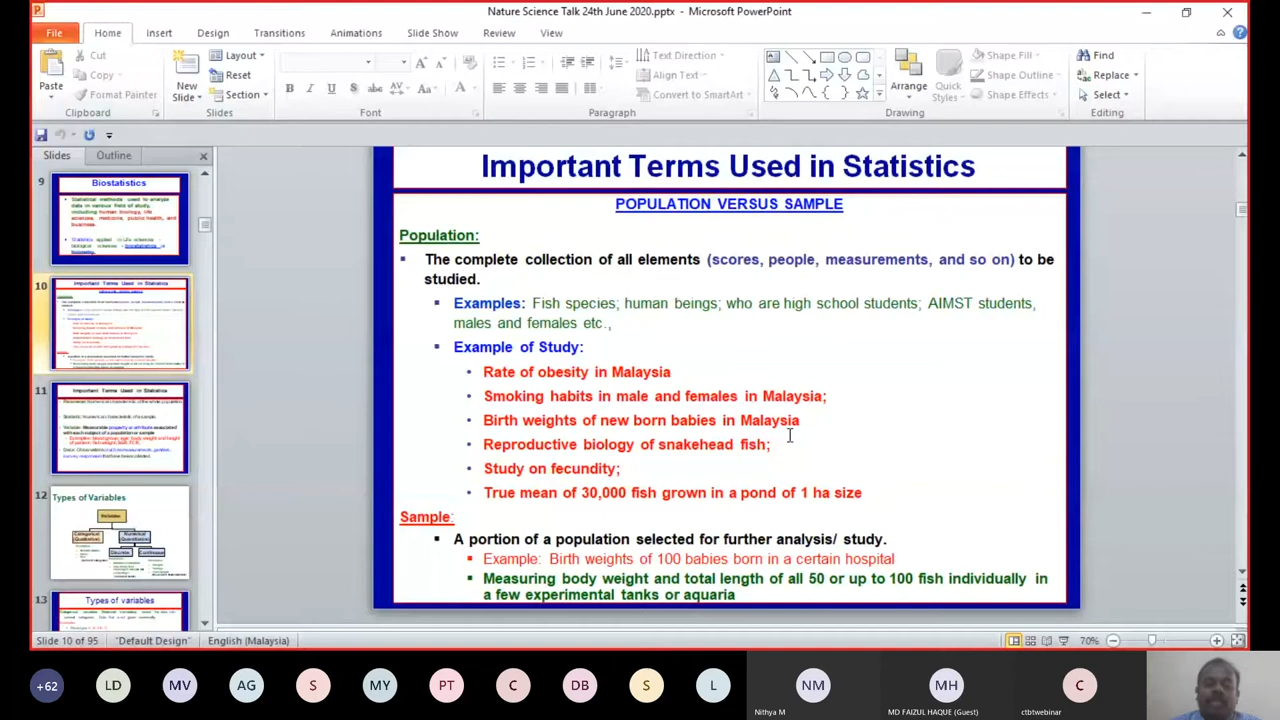 Nature Science Talk 24th June 2020.pptx - Microsoft PowerPoint
File Home Insert Design Transitions Animations Slide Show Review View
Paste
Cut
Copy
Format Painter
Clipboard
New Slide
Layout
Reset
Section
Slides
B I U S abc AV Aa A
Font
Text Direction
Align Text
Convert to SmartArt
Paragraph
Arrange
Quick Styles
Shape Fill
Shape Outline
Shape Effects
Drawing
Find
Replace
Select
Editing
Slides Outline
9
Biostatistics
10
Important Terms Used in Statistics
11
Important Terms Used in Statistics
12
Types of Variables
13
Types of variables
Important Terms Used in Statistics
POPULATION VERSUS SAMPLE
Population:
The complete collection of all elements (scores, people, measurements, and so on) to be
studied.
Examples: Fish species; human beings; who are high school students; AIMST students,
males and females etc.,
Example of Study:
Rate of obesity in Malaysia
Smoking habits in male and females in Malaysia;
Birth weights of new born babies in Malaysia
Reproductive biology of snakehead fish;
Study on fecundity;
True mean of 30,000 fish grown in a pond of 1 ha size
Sample:
A portion of a population selected for further analysis/ study.
Example: Birth weights of 100 babies born in a certain hospital
Measuring body weight and total length of all 50 or up to 100 fish individually in
a few experimental tanks or aquaria
Slide 10 of 95 "Default Design" English (Malaysia) 70%
+62 LD MV AG S MY PT C DB S L NM MH C
Nithya M MD FAIZUL HAQUE (Guest) ctbtwebinar